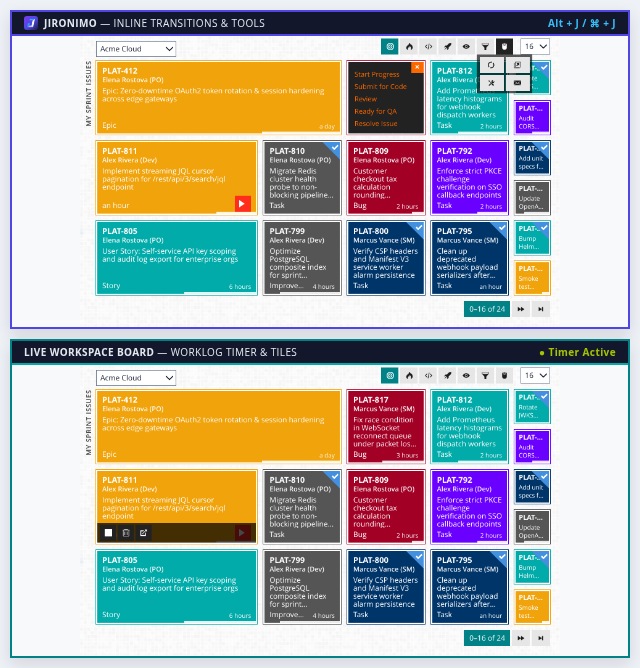 J JIRONIMO — INLINE TRANSITIONS & TOOLS
Alt + J / ⌘ + J
Acme Cloud
16
MY SPRINT ISSUES
PLAT-412
Elena Rostova (PO)
Epic: Zero-downtime OAuth2 token rotation & session hardening
across edge gateways
Epic
a day
Start Progress
Submit for Code
Review
Ready for QA
Resolve Issue
PLAT-812
Alex Rivera (Dev)
Add Prometheus
latency histograms
for webhook
dispatch workers
Task
2 hours
PLAT-...
Audit
CORS...
PLAT-811
Alex Rivera (Dev)
Implement streaming JQL cursor
pagination for /rest/api/3/search/jql
endpoint
an hour
PLAT-810
Elena Rostova (PO)
Migrate Redis
cluster health
probe to non-
blocking pipeline...
Task
PLAT-809
Elena Rostova (PO)
Customer
checkout tax
calculation
rounding...
Bug
2 hours
PLAT-792
Alex Rivera (Dev)
Enforce strict PKCE
challenge
verification on SSO
callback endpoints
Task
2 hours
PLAT-...
Add unit
specs f...
PLAT-...
Update
OpenA...
PLAT-805
Elena Rostova (PO)
User Story: Self-service API key scoping
and audit log export for enterprise orgs
Story
6 hours
PLAT-799
Alex Rivera (Dev)
Optimize
PostgreSQL
composite index
for sprint...
Improve...
4 hours
PLAT-800
Marcus Vance (SM)
Verify CSP headers
and Manifest V3
service worker
alarm persistence
Task
PLAT-795
Marcus Vance (SM)
Clean up
deprecated
webhook payload
serializers after...
Task
an hour
PLAT-...
Bump
Helm...
PLAT-...
Smoke
test...
0–16 of 24
LIVE WORKSPACE BOARD — WORKLOG TIMER & TILES
● Timer Active
Acme Cloud
16
MY SPRINT ISSUES
PLAT-412
Elena Rostova (PO)
Epic: Zero-downtime OAuth2 token rotation & session hardening
across edge gateways
Epic
a day
PLAT-817
Marcus Vance (SM)
Fix race condition
in WebSocket
reconnect queue
under packet los...
Bug
3 hours
PLAT-812
Alex Rivera (Dev)
Add Prometheus
latency histograms
for webhook
dispatch workers
Task
2 hours
PLAT-...
Rotate
JWKS...
PLAT-...
Audit
CORS...
PLAT-811
Alex Rivera (Dev)
Implement streaming JQL cursor
pagination for /rest/api/3/search/jql
endpoint
PLAT-810
Elena Rostova (PO)
Migrate Redis
cluster health
probe to non-
blocking pipeline...
Task
PLAT-809
Elena Rostova (PO)
Customer
checkout tax
calculation
rounding...
Bug
2 hours
PLAT-792
Alex Rivera (Dev)
Enforce strict PKCE
challenge
verification on SSO
callback endpoints
Task
2 hours
PLAT-...
Add unit
specs f...
PLAT-...
Update
OpenA...
PLAT-805
Elena Rostova (PO)
User Story: Self-service API key scoping
and audit log export for enterprise orgs
Story
6 hours
PLAT-799
Alex Rivera (Dev)
Optimize
PostgreSQL
composite index
for sprint...
Improve...
4 hours
PLAT-800
Marcus Vance (SM)
Verify CSP headers
and Manifest V3
service worker
alarm persistence
Task
PLAT-795
Marcus Vance (SM)
Clean up
deprecated
webhook payload
serializers after...
Task
an hour
PLAT-...
Bump
Helm...
PLAT-...
Smoke
test...
0–16 of 24